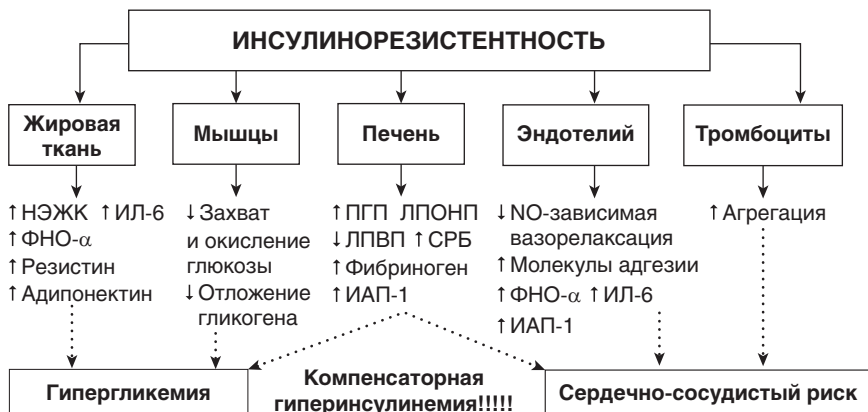 ИНСУЛИНОРЕЗИСТЕНТНОСТЬ
Жировая
ткань
Мышцы
Печень
Эндотелий
Тромбоциты
↑ НЭЖК ↑ ИЛ-6
↑ ФНО-α
↑ Резистин
↑ Адипонектин
↓ Захват
и окисление
глюкозы
↓ Отложение
гликогена
↑ ПГП ЛПОНП
↓ ЛПВП ↑ СРБ
↑ Фибриноген
↑ ИАП-1
↓ NO-зависимая
вазорелаксация
↑ Молекулы адгезии
↑ ФНО-α ↑ ИЛ-6
↑ ИАП-1
↑ Агрегация
Гипергликемия
Компенсаторная
гиперинсулинемия!!!!!
Сердечно-сосудистый риск